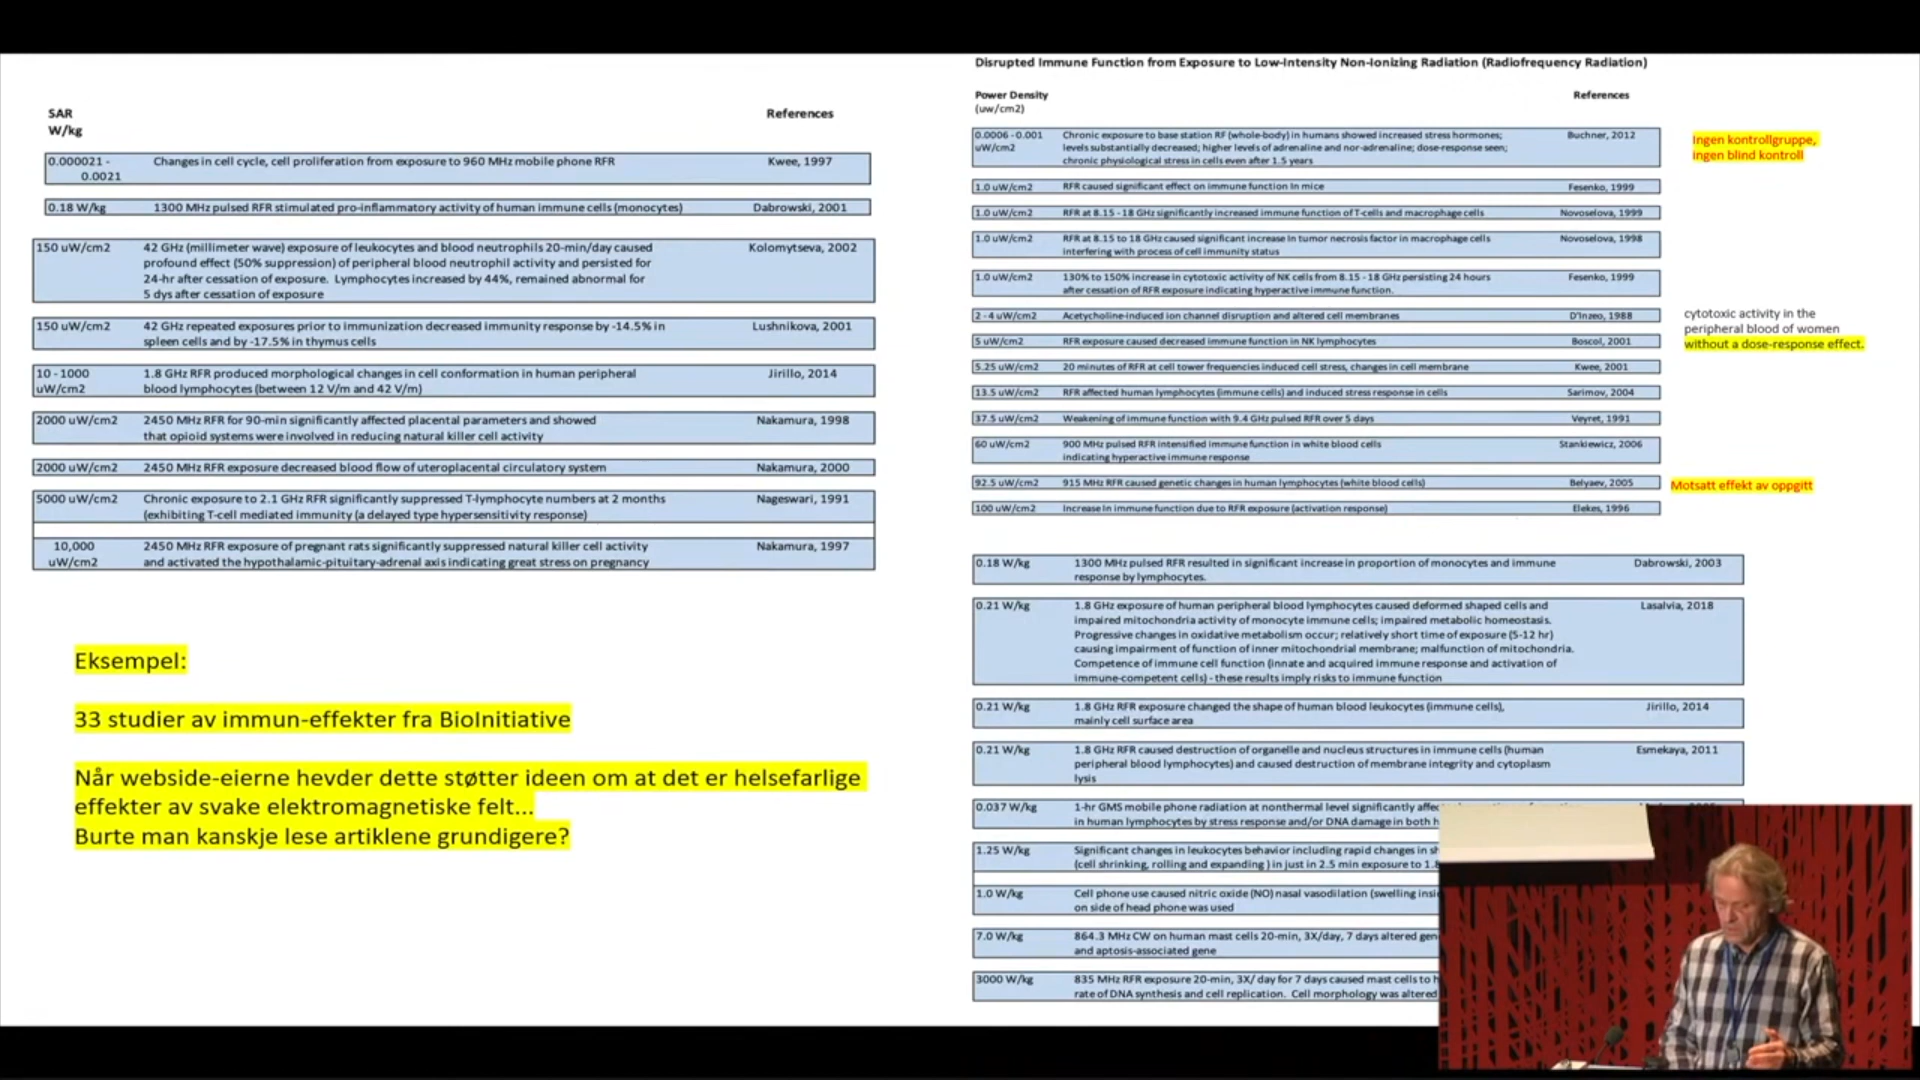 SAR
W/kg
References
0.000021 -
0.0021
Changes in cell cycle, cell proliferation from exposure to 960 MHz mobile phone RFR
Kwee, 1997
0.18 W/kg
1300 MHz pulsed RFR stimulated pro-inflammatory activity of human immune cells (monocytes)
Dabrowski, 2001
150 uW/cm2
42 GHz (millimeter wave) exposure of leukocytes and blood neutrophils 20-min/day caused
profound effect (50% suppression) of peripheral blood neutrophil activity and persisted for
24-hr after cessation of exposure. Lymphocytes increased by 44%, remained abnormal for
5 dys after cessation of exposure
Kolomytseva, 2002
150 uW/cm2
42 GHz repeated exposures prior to immunization decreased immunity response by -14.5% in
spleen cells and by -17.5% in thymus cells
Lushnikova, 2001
10 - 1000
uW/cm2
1.8 GHz RFR produced morphological changes in cell conformation in human peripheral
blood lymphocytes (between 12 V/m and 42 V/m)
Jirillo, 2014
2000 uW/cm2
2450 MHz RFR for 90-min significantly affected placental parameters and showed
that opioid systems were involved in reducing natural killer cell activity
Nakamura, 1998
2000 uW/cm2
2450 MHz RFR exposure decreased blood flow of uteroplacental circulatory system
Nakamura, 2000
5000 uW/cm2
Chronic exposure to 2.1 GHz RFR significantly suppressed T-lymphocyte numbers at 2 months
(exhibiting T-cell mediated immunity (a delayed type hypersensitivity response)
Nageswari, 1991
10,000
uW/cm2
2450 MHz RFR exposure of pregnant rats significantly suppressed natural killer cell activity
and activated the hypothalamic-pituitary-adrenal axis indicating great stress on pregnancy
Nakamura, 1997
Eksempel:
33 studier av immun-effekter fra BioInitiative
Når webside-eierne hevder dette støtter ideen om at det er helsefarlige
effekter av svake elektromagnetiske felt...
Burte man kanskje lese artiklene grundigere?
Disrupted Immune Function from Exposure to Low-Intensity Non-Ionizing Radiation (Radiofrequency Radiation)
Power Density
(uw/cm2)
References
0.0006 - 0.001
uW/cm2
Chronic exposure to base station RF (whole-body) in humans showed increased stress hormones;
levels substantially decreased; higher levels of adrenaline and nor-adrenaline; dose-response seen;
chronic physiological stress in cells even after 1.5 years
Buchner, 2012
Ingen kontrollgruppe,
ingen blind kontroll
1.0 uW/cm2
RFR caused significant effect on immune function in mice
Fesenko, 1999
1.0 uW/cm2
RFR at 8.15 - 18 GHz significantly increased immune function of T-cells and macrophage cells
Novoselova, 1999
1.0 uW/cm2
RFR at 8.15 to 18 GHz caused significant increase in tumor necrosis factor in macrophage cells
interfering with process of cell immunity status
Novoselova, 1998
1.0 uW/cm2
130% to 150% increase in cytotoxic activity of NK cells from 8.15 - 18 GHz persisting 24 hours
after cessation of RFR exposure indicating hyperactive immune function.
Fesenko, 1999
2 - 4 uW/cm2
Acetycholine-induced ion channel disruption and altered cell membranes
D'Inzeo, 1988
cytotoxic activity in the
peripheral blood of women
without a dose-response effect.
5 uW/cm2
RFR exposure caused decreased immune function in NK lymphocytes
Boscol, 2001
5.25 uW/cm2
20 minutes of RFR at cell tower frequencies induced cell stress, changes in cell membrane
Kwee, 2001
13.5 uW/cm2
RFR affected human lymphocytes (immune cells) and induced stress response in cells
Sarimov, 2004
37.5 uW/cm2
Weakening of immune function with 9.4 GHz pulsed RFR over 5 days
Veyret, 1991
60 uW/cm2
900 MHz pulsed RFR intensified immune function in white blood cells
indicating hyperactive immune response
Stankiewicz, 2006
92.5 uW/cm2
915 MHz RFR caused genetic changes in human lymphocytes (white blood cells)
Belyaev, 2005
Motsatt effekt av oppgitt
100 uW/cm2
Increase in immune function due to RFR exposure (activation response)
Elekes, 1996
0.18 W/kg
1300 MHz pulsed RFR resulted in significant increase in proportion of monocytes and immune
response by lymphocytes.
Dabrowski, 2003
0.21 W/kg
1.8 GHz exposure of human peripheral blood lymphocytes caused deformed shaped cells and
impaired mitochondria activity of monocyte immune cells; impaired metabolic homeostasis.
Progressive changes in oxidative metabolism occur; relatively short time of exposure (5-12 hr)
causing impairment of function of inner mitochondrial membrane; malfunction of mitochondria.
Competence of immune cell function (innate and acquired immune response and activation of
immune-competent cells) - these results imply risks to immune function
Lasalvia, 2018
0.21 W/kg
1.8 GHz RFR exposure changed the shape of human blood leukocytes (immune cells),
mainly cell surface area
Jirillo, 2014
0.21 W/kg
1.8 GHz RFR caused destruction of organelle and nucleus structures in immune cells (human
peripheral blood lymphocytes) and caused destruction of membrane integrity and cytoplasm
lysis
Esmekaya, 2011
0.037 W/kg
1-hr GMS mobile phone radiation at nonthermal level significantly
in human lymphocytes by stress response and/or DNA damage in both
1.25 W/kg
Significant changes in leukocytes behavior including rapid changes in
(cell shrinking, rolling and expanding ) in just in 2.5 min exposure to
1.0 W/kg
Cell phone use caused nitric oxide (NO) nasal vasodilation (swelling
on side of head phone was used
7.0 W/kg
864.3 MHz CW on human mast cells 20-min, 3X/day, 7 days altered
and aptosis-associated gene
3000 W/kg
835 MHz RFR exposure 20-min, 3X/ day for 7 days caused mast cells to
rate of DNA synthesis and cell replication. Cell morphology was altered